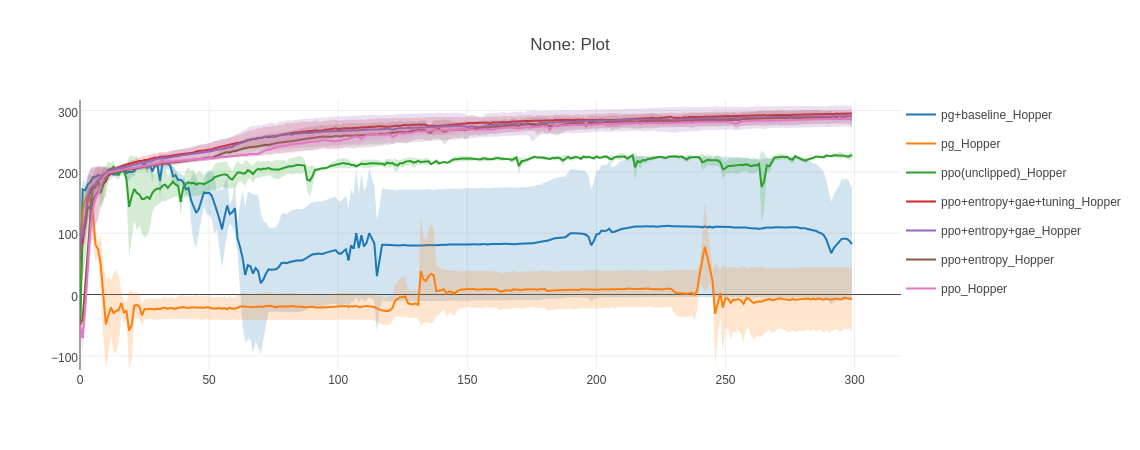 None: Plot
300
200
100
0
−100
0
50
100
150
200
250
300
pg+baseline_Hopper
pg_Hopper
ppo(unclipped)_Hopper
ppo+entropy+gae+tuning_Hopper
ppo+entropy+gae_Hopper
ppo+entropy_Hopper
ppo_Hopper